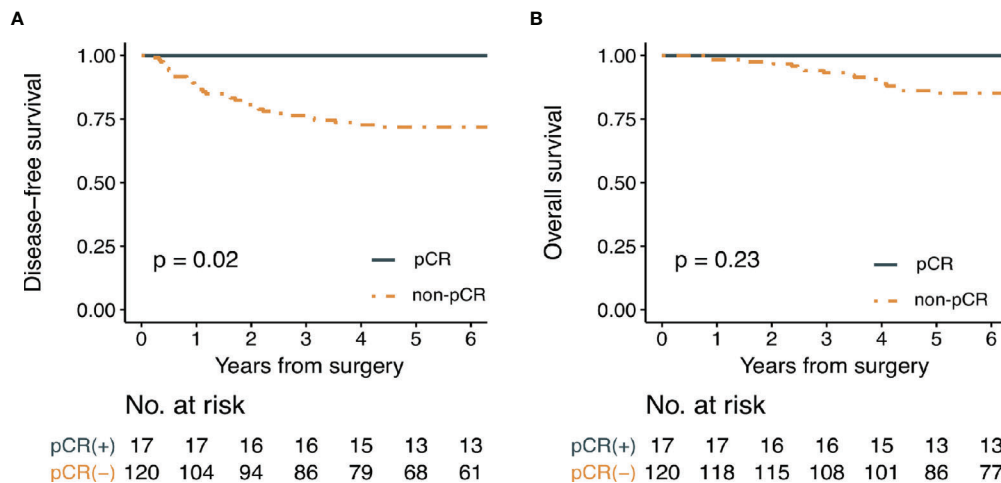 A
Disease−free survival
1.00
0.75
0.50
0.25
0.00
p = 0.02
pCR
non-pCR
0 1 2 3 4 5 6
Years from surgery
No. at risk
pCR(+) 17 17 16 16 15 13 13
pCR(−) 120 104 94 86 79 68 61
B
Overall survival
1.00
0.75
0.50
0.25
0.00
p = 0.23
pCR
non-pCR
0 1 2 3 4 5 6
Years from surgery
No. at risk
pCR(+) 17 17 16 16 15 13 13
pCR(−) 120 118 115 108 101 86 77